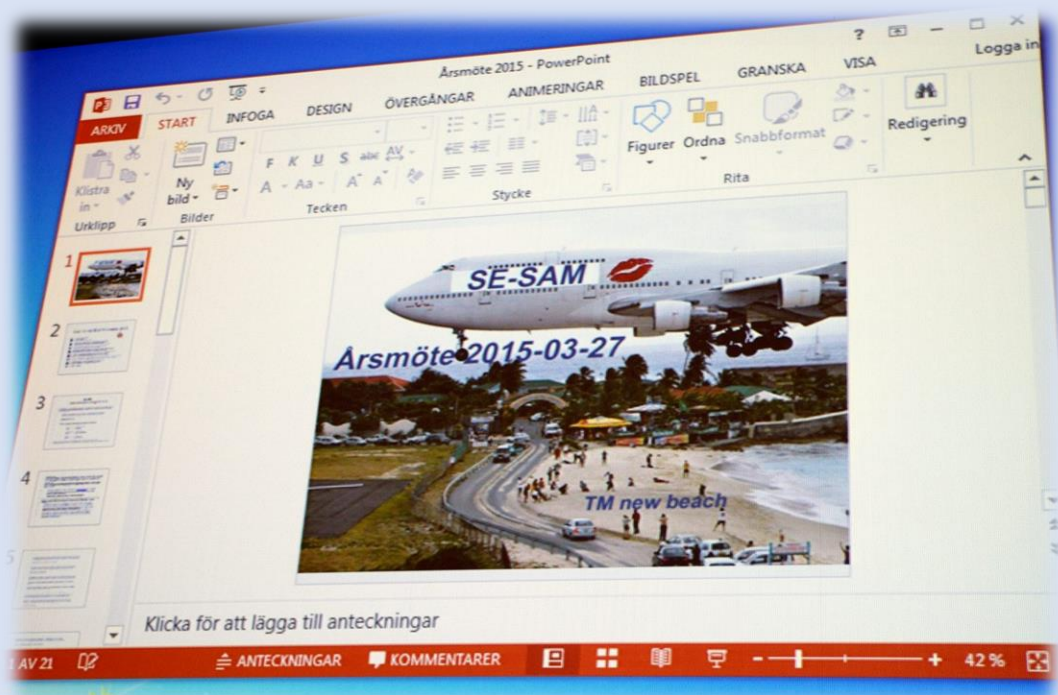 Årsmöte 2015 - PowerPoint
?
Logga in
ARKIV
START
INFOGA
DESIGN
ÖVERGÅNGAR
ANIMERINGAR
BILDSPEL
GRANSKA
VISA
Klistra in
Ny bild
F K U S abc AV
A Aa A A
Figurer
Ordna
Snabbformat
Redigering
Urklipp
Bilder
Tecken
Stycke
Rita
1
2
3
4
5
SE-SAM
Årsmöte 2015-03-27
TM new beach
Klicka för att lägga till anteckningar
AV 21
ANTECKNINGAR
KOMMENTARER
42 %